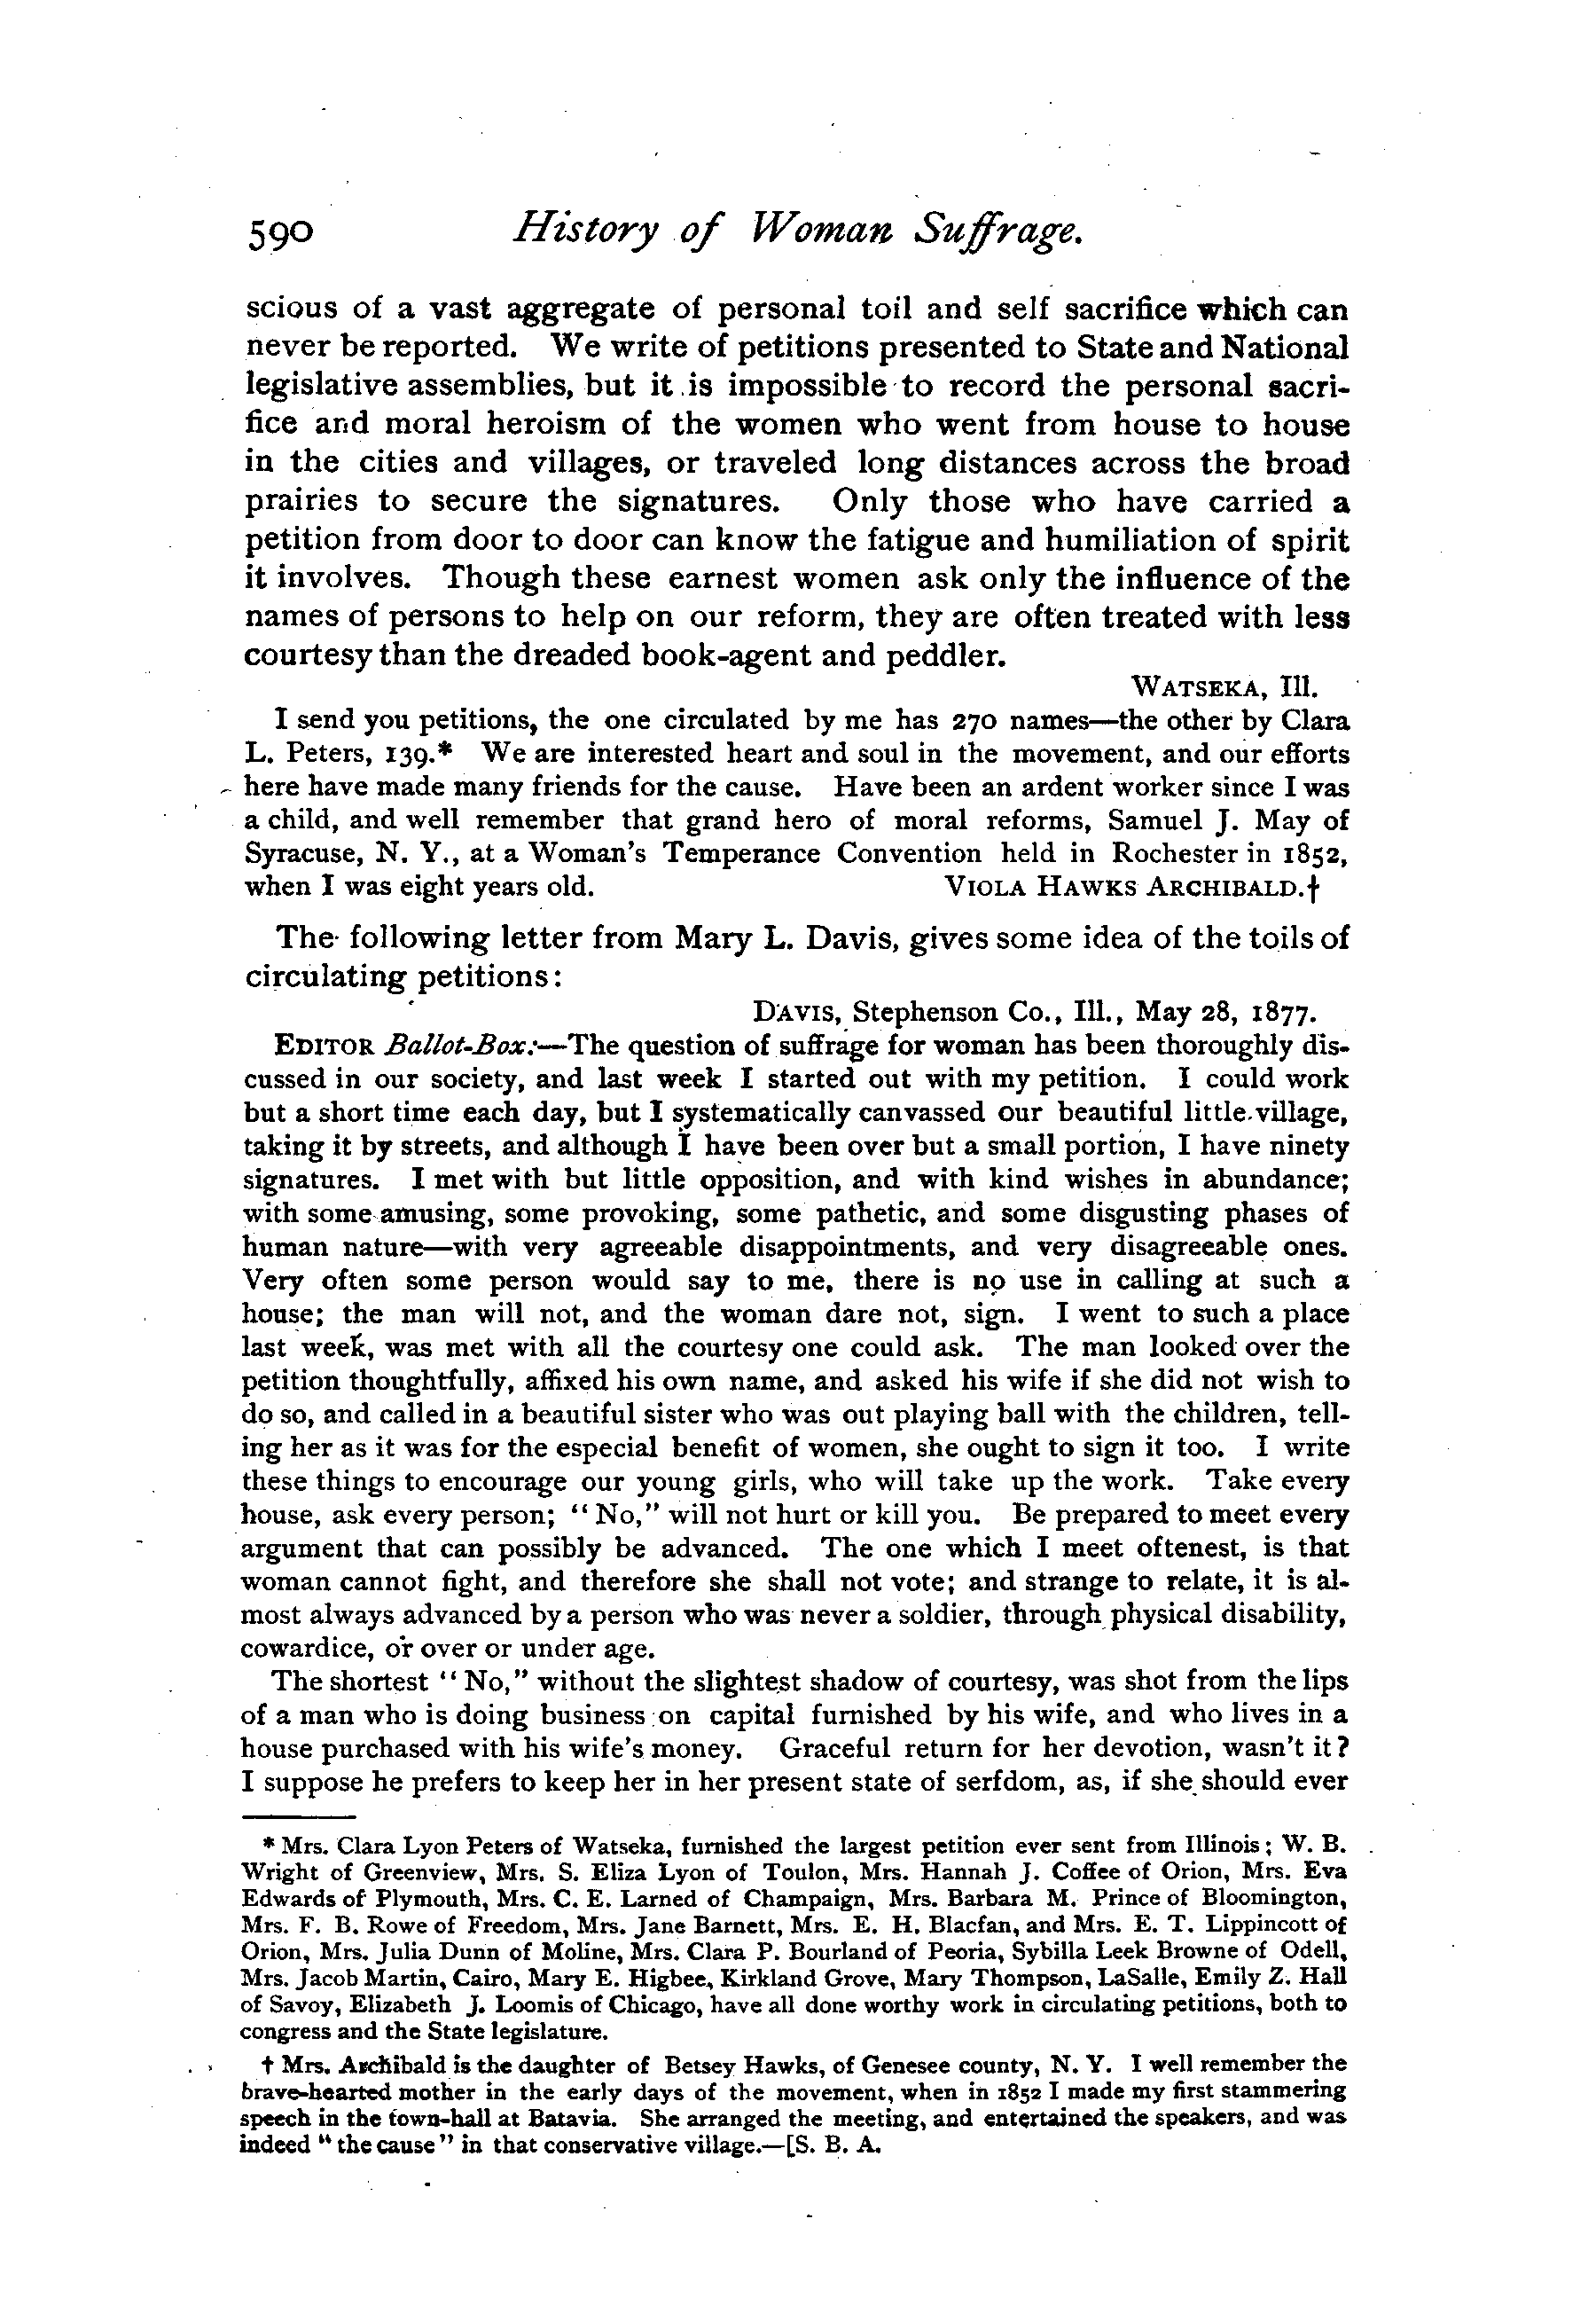 590 History of Woman Suffrage.
scious of a vast aggregate of personal toil and self sacrifice which can
never be reported. We write of petitions presented to State and National
legislative assemblies, but it is impossible to record the personal sacri-
fice and moral heroism of the women who went from house to house
in the cities and villages, or traveled long distances across the broad
prairies to secure the signatures. Only those who have carried a
petition from door to door can know the fatigue and humiliation of spirit
it involves. Though these earnest women ask only the influence of the
names of persons to help on our reform, they are often treated with less
courtesy than the dreaded book-agent and peddler.
WATSEKA, Ill.
I send you petitions, the one circulated by me has 270 names—the other by Clara
L. Peters, 139.* We are interested heart and soul in the movement, and our efforts
here have made many friends for the cause. Have been an ardent worker since I was
a child, and well remember that grand hero of moral reforms, Samuel J. May of
Syracuse, N. Y., at a Woman's Temperance Convention held in Rochester in 1852,
when I was eight years old. VIOLA HAWKS ARCHIBALD.†
The following letter from Mary L. Davis, gives some idea of the toils of
circulating petitions:
DAVIS, Stephenson Co., Ill., May 28, 1877.
EDITOR Ballot-Box:—The question of suffrage for woman has been thoroughly dis-
cussed in our society, and last week I started out with my petition. I could work
but a short time each day, but I systematically canvassed our beautiful little village,
taking it by streets, and although I have been over but a small portion, I have ninety
signatures. I met with but little opposition, and with kind wishes in abundance;
with some amusing, some provoking, some pathetic, and some disgusting phases of
human nature—with very agreeable disappointments, and very disagreeable ones.
Very often some person would say to me, there is no use in calling at such a
house; the man will not, and the woman dare not, sign. I went to such a place
last week, was met with all the courtesy one could ask. The man looked over the
petition thoughtfully, affixed his own name, and asked his wife if she did not wish to
do so, and called in a beautiful sister who was out playing ball with the children, tell-
ing her as it was for the especial benefit of women, she ought to sign it too. I write
these things to encourage our young girls, who will take up the work. Take every
house, ask every person; "No," will not hurt or kill you. Be prepared to meet every
argument that can possibly be advanced. The one which I meet oftenest, is that
woman cannot fight, and therefore she shall not vote; and strange to relate, it is al-
most always advanced by a person who was never a soldier, through physical disability,
cowardice, or over or under age.
The shortest "No," without the slightest shadow of courtesy, was shot from the lips
of a man who is doing business on capital furnished by his wife, and who lives in a
house purchased with his wife's money. Graceful return for her devotion, wasn't it?
I suppose he prefers to keep her in her present state of serfdom, as, if she should ever
* Mrs. Clara Lyon Peters of Watseka, furnished the largest petition ever sent from Illinois; W. B.
Wright of Greenview, Mrs. S. Eliza Lyon of Toulon, Mrs. Hannah J. Coffee of Orion, Mrs. Eva
Edwards of Plymouth, Mrs. C. E. Larned of Champaign, Mrs. Barbara M. Prince of Bloomington,
Mrs. F. B. Rowe of Freedom, Mrs. Jane Barnett, Mrs. E. H. Blacfan, and Mrs. E. T. Lippincott of
Orion, Mrs. Julia Dunn of Moline, Mrs. Clara P. Bourland of Peoria, Sybilla Leek Browne of Odell,
Mrs. Jacob Martin, Cairo, Mary E. Higbee, Kirkland Grove, Mary Thompson, LaSalle, Emily Z. Hall
of Savoy, Elizabeth J. Loomis of Chicago, have all done worthy work in circulating petitions, both to
congress and the State legislature.
† Mrs. Archibald is the daughter of Betsey Hawks, of Genesee county, N. Y. I well remember the
brave-hearted mother in the early days of the movement, when in 1852 I made my first stammering
speech in the town-hall at Batavia. She arranged the meeting, and entertained the speakers, and was
indeed "the cause" in that conservative village.—[S. B. A.